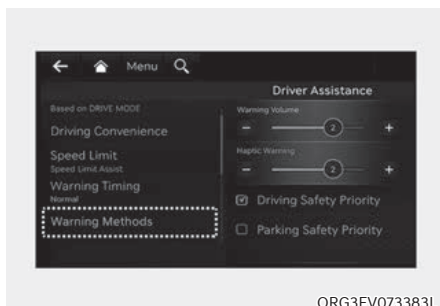 Menu
Driver Assistance
Based on DRIVE MODE
Driving Convenience
Speed Limit
Speed Limit Assist
Warning Timing
Normal
Warning Methods
Warning Volume
- 2 +
Haptic Warning
- 2 +
Driving Safety Priority
Parking Safety Priority
ORG3EV073383L